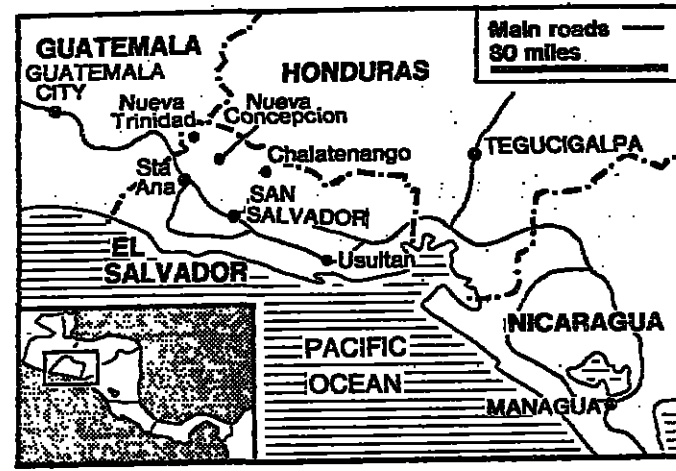 Main roads
80 miles
GUATEMALA
GUATEMALA
CITY
HONDURAS
Nueva
Trinidad
Nueva
Concepcion
Chalatenango
TEGUCIGALPA
Sta
Ana
SAN
SALVADOR
EL
SALVADOR
Usultan
NICARAGUA
PACIFIC
OCEAN
MANAGUA